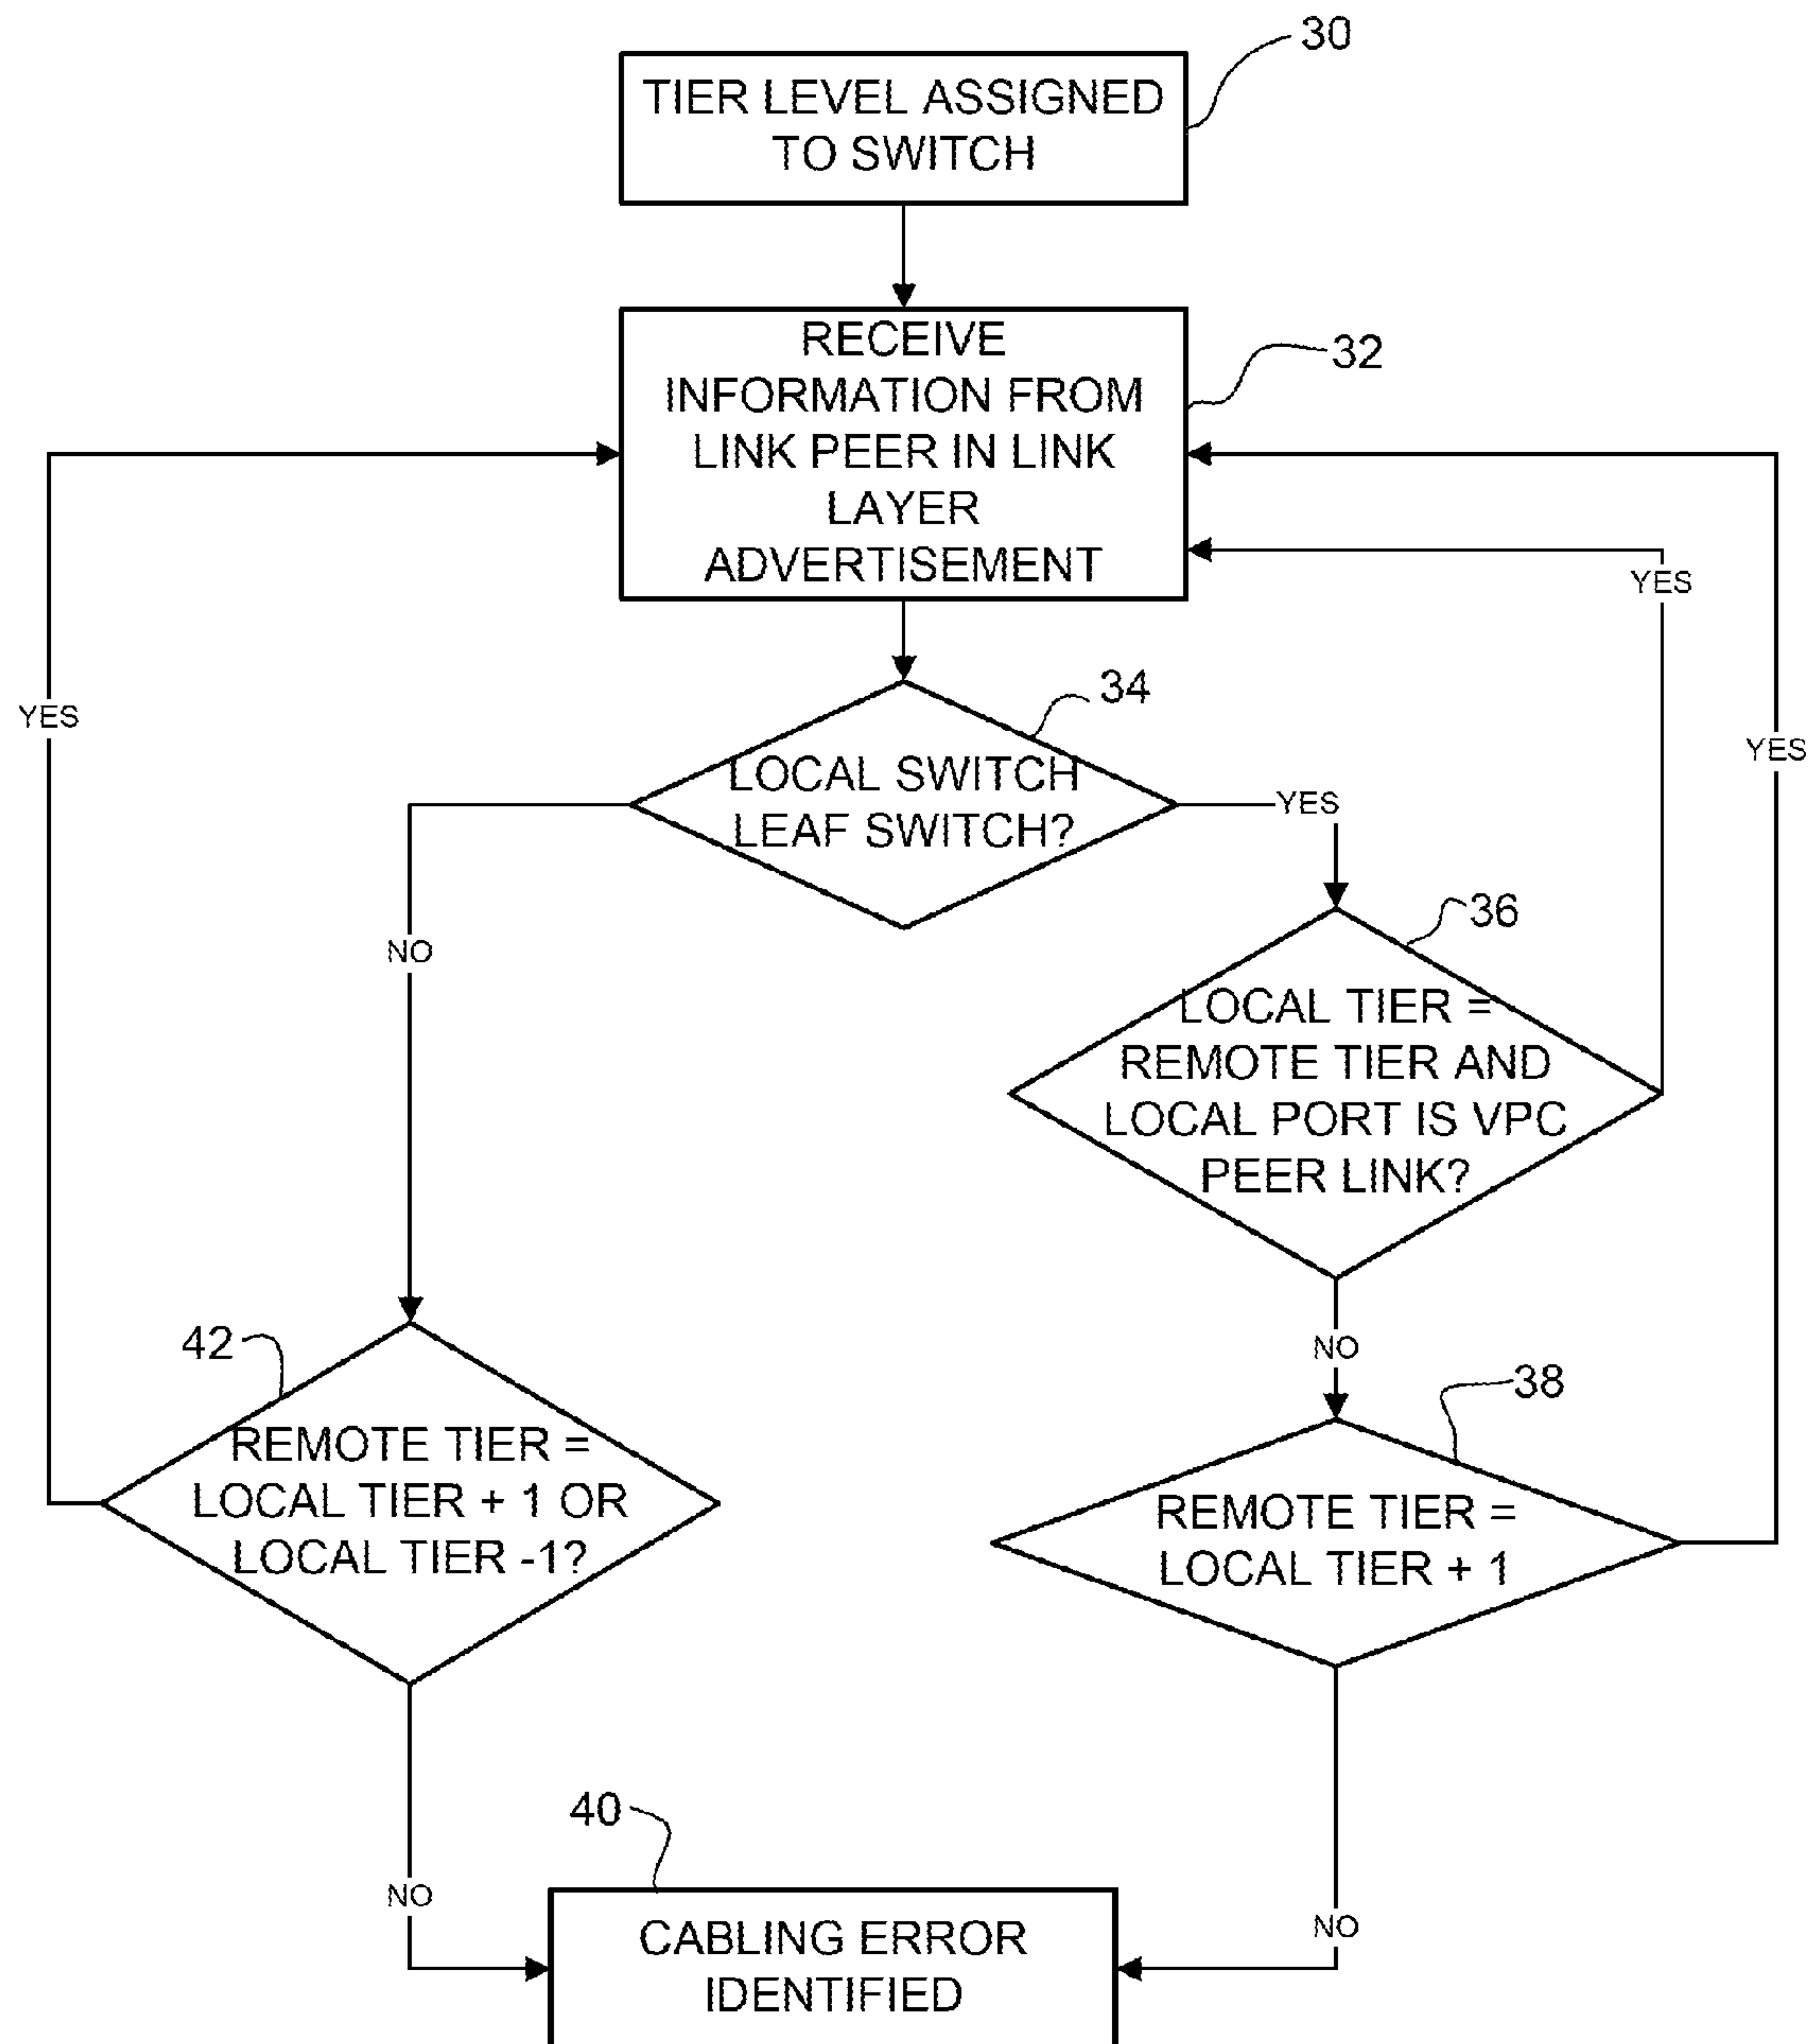 30
TIER LEVEL ASSIGNED
TO SWITCH
RECEIVE
INFORMATION FROM
LINK PEER IN LINK
LAYER
ADVERTISEMENT
32
YES
YES
YES
34
LOCAL SWITCH
LEAF SWITCH?
YES
NO
36
LOCAL TIER =
REMOTE TIER AND
LOCAL PORT IS VPC
PEER LINK?
NO
42
REMOTE TIER =
LOCAL TIER + 1 OR
LOCAL TIER -1?
38
REMOTE TIER =
LOCAL TIER + 1
NO
NO
40
CABLING ERROR
IDENTIFIED